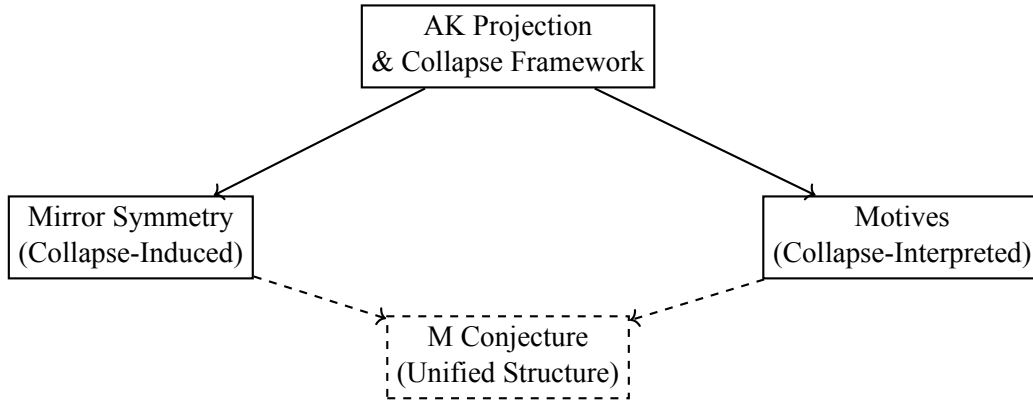 AK Projection
& Collapse Framework
Mirror Symmetry
(Collapse-Induced)
Motives
(Collapse-Interpreted)
M Conjecture
(Unified Structure)